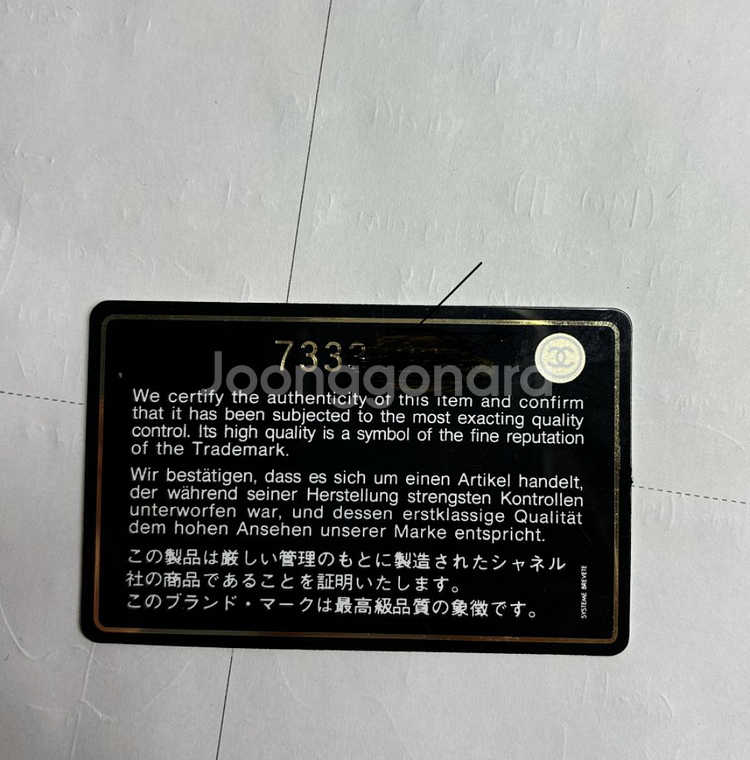 7333
Joonggonara
We certify the authenticity of this item and confirm
that it has been subjected to the most exacting quality
control. Its high quality is a symbol of the fine reputation
of the Trademark.
Wir bestätigen, dass es sich um einen Artikel handelt,
der während seiner Herstellung strengsten Kontrollen
unterworfen war, und dessen erstklassige Qualität
dem hohen Ansehen unserer Marke entspricht.
この製品は厳しい管理のもとに製造されたシャネル
社の商品であることを証明いたします。
このブランド・マークは最高級品質の象徴です。
SYSTEME BREVETE